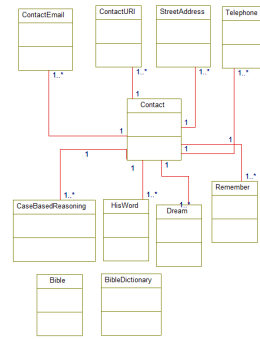 ContactEmail
ContactURI
StreetAddress
Telephone
1..*
1..*
1..*
1..*
1
Contact
1
1
1
1
1
1
1
1
1..*
1..*
1..*
1..*
CaseBasedReasoning
HisWord
Dream
Remember
Bible
BibleDictionary